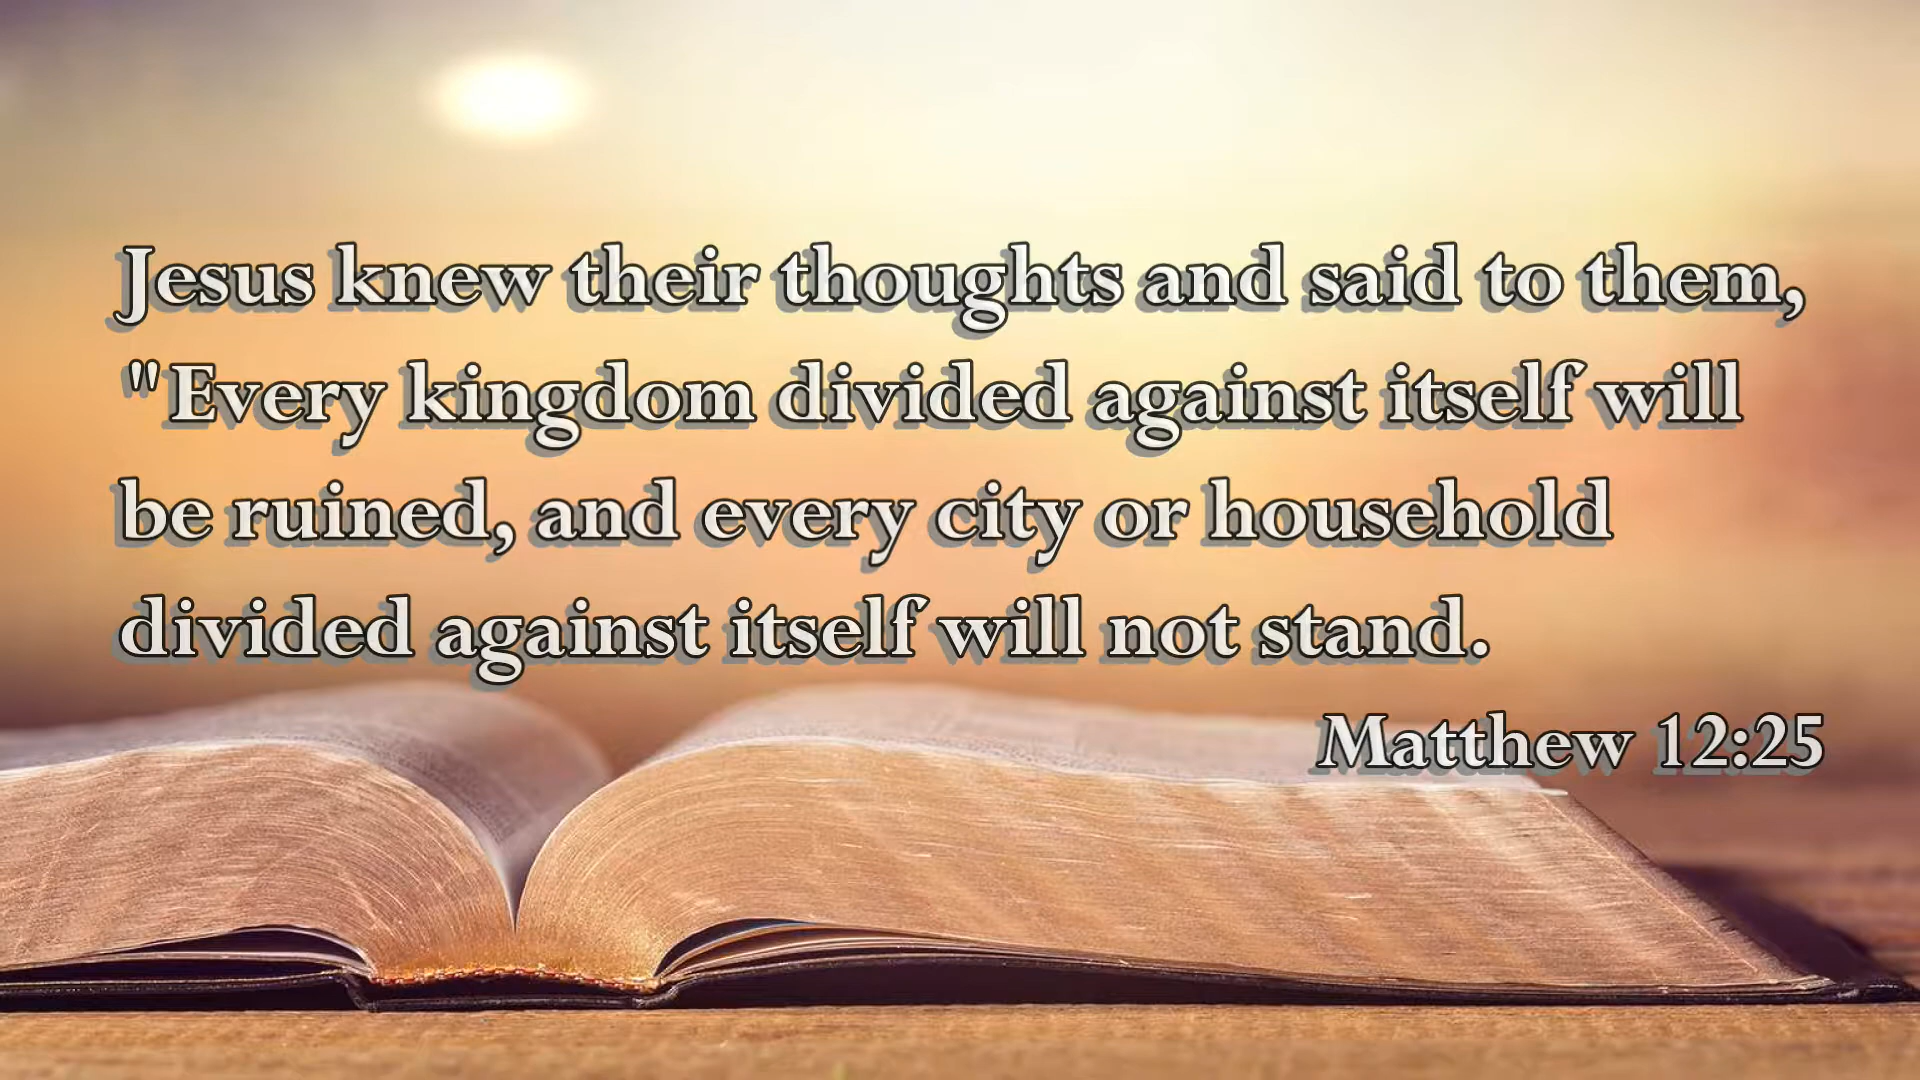 Jesus knew their thoughts and said to them,
"Every kingdom divided against itself will
be ruined, and every city or household
divided against itself will not stand.
Matthew 12:25